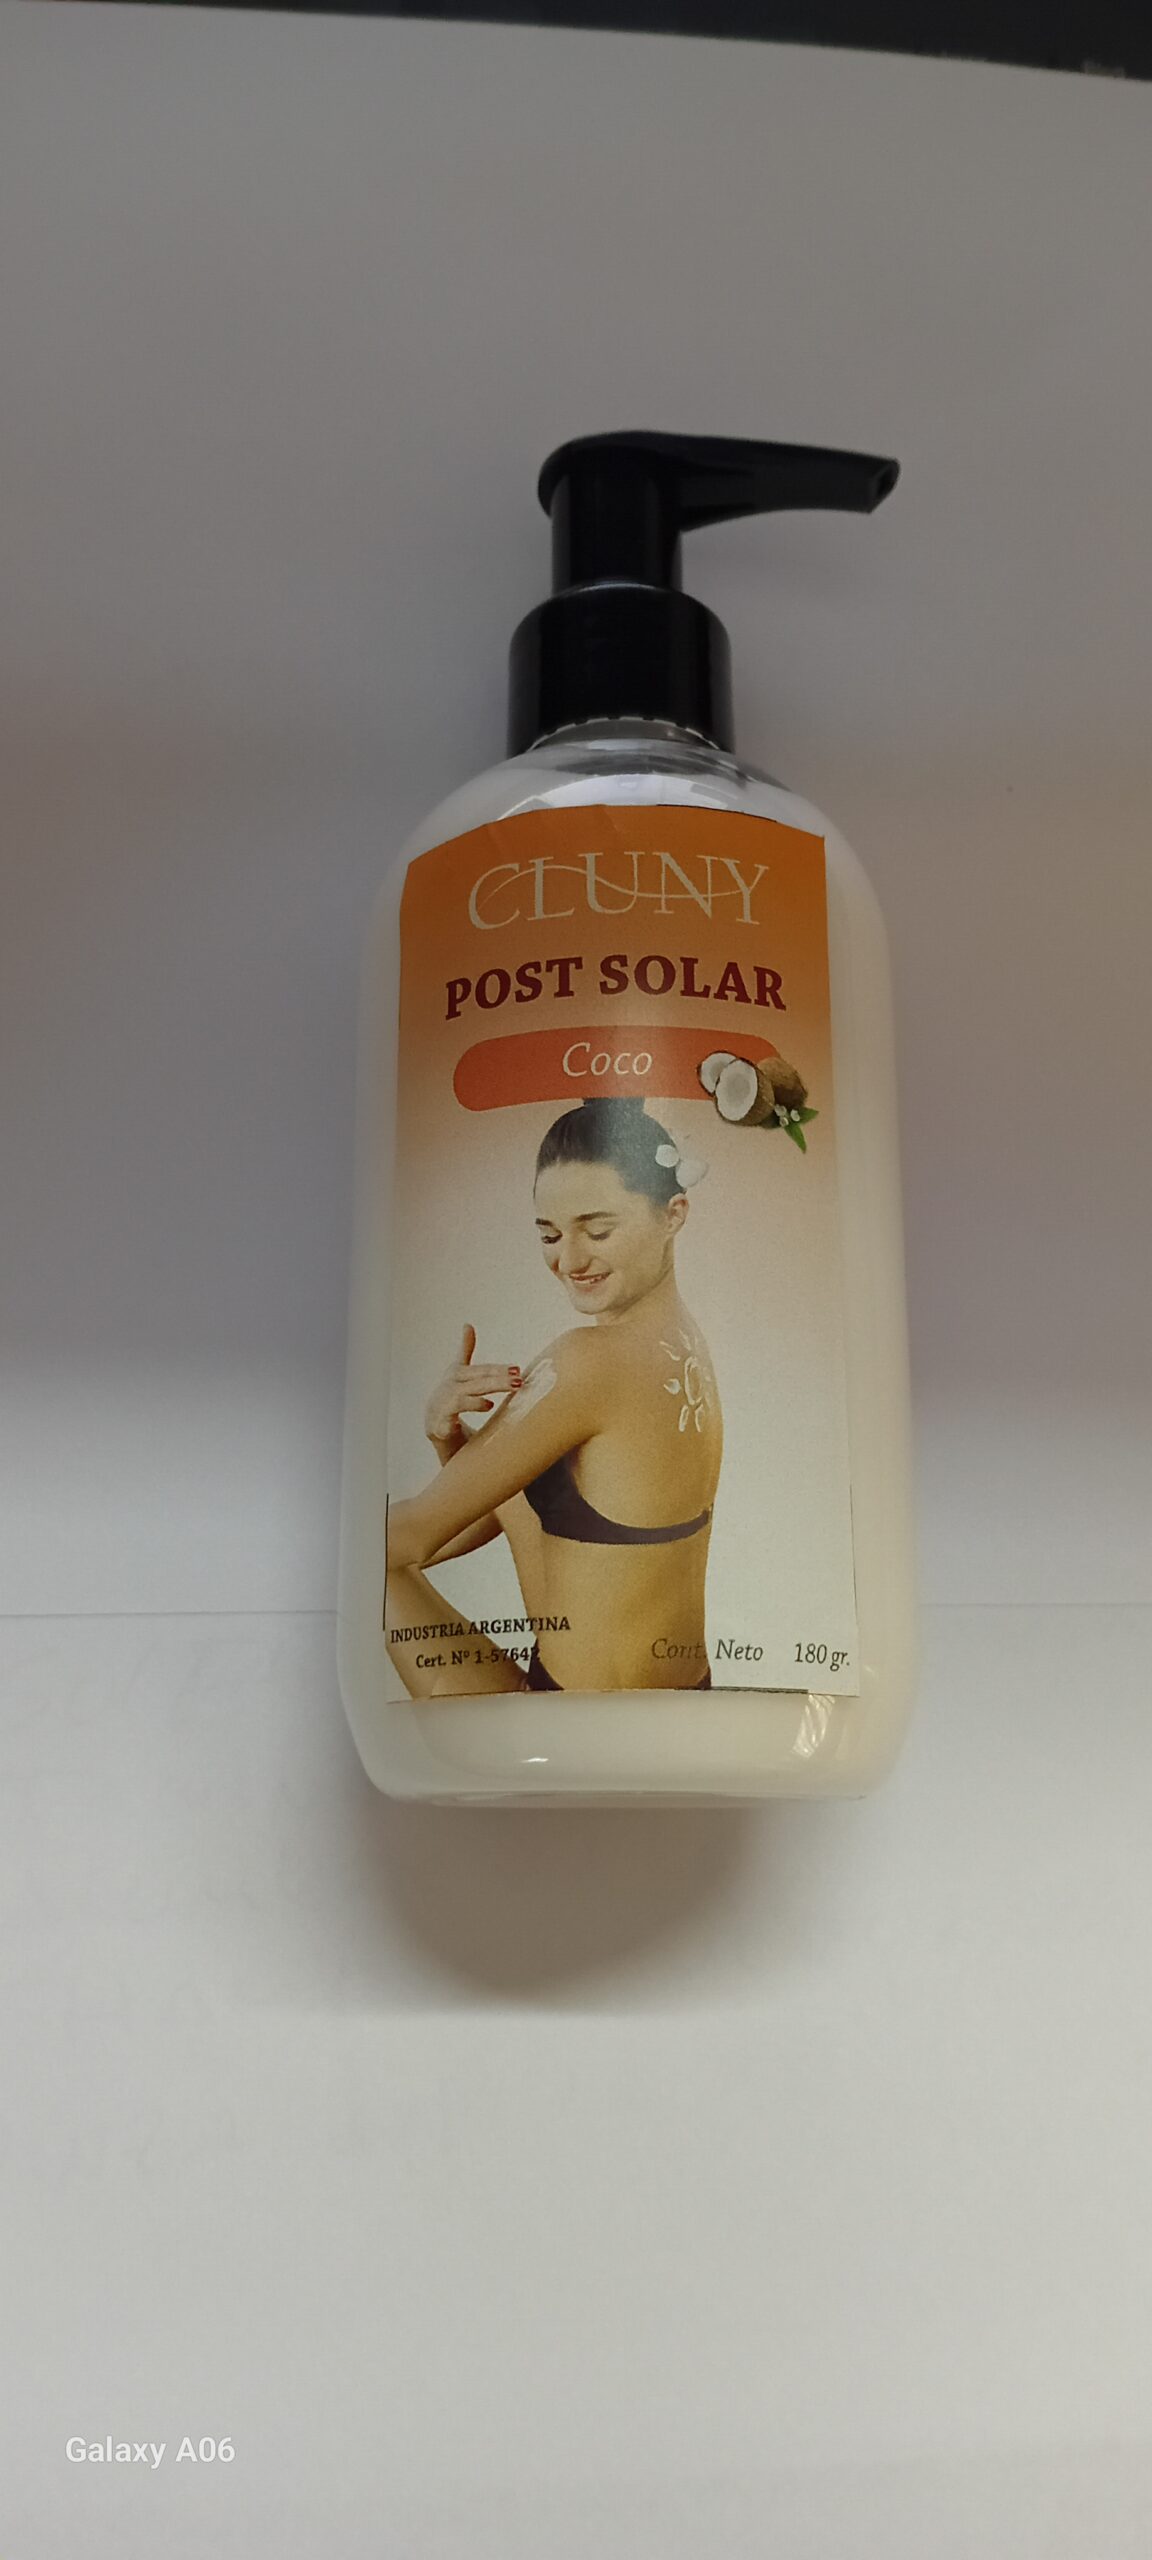 CLUNY
POST SOLAR
Coco
INDUSTRIA ARGENTINA
Cert. Nº 1-57642
Cont. Neto 180 gr.
Galaxy A06